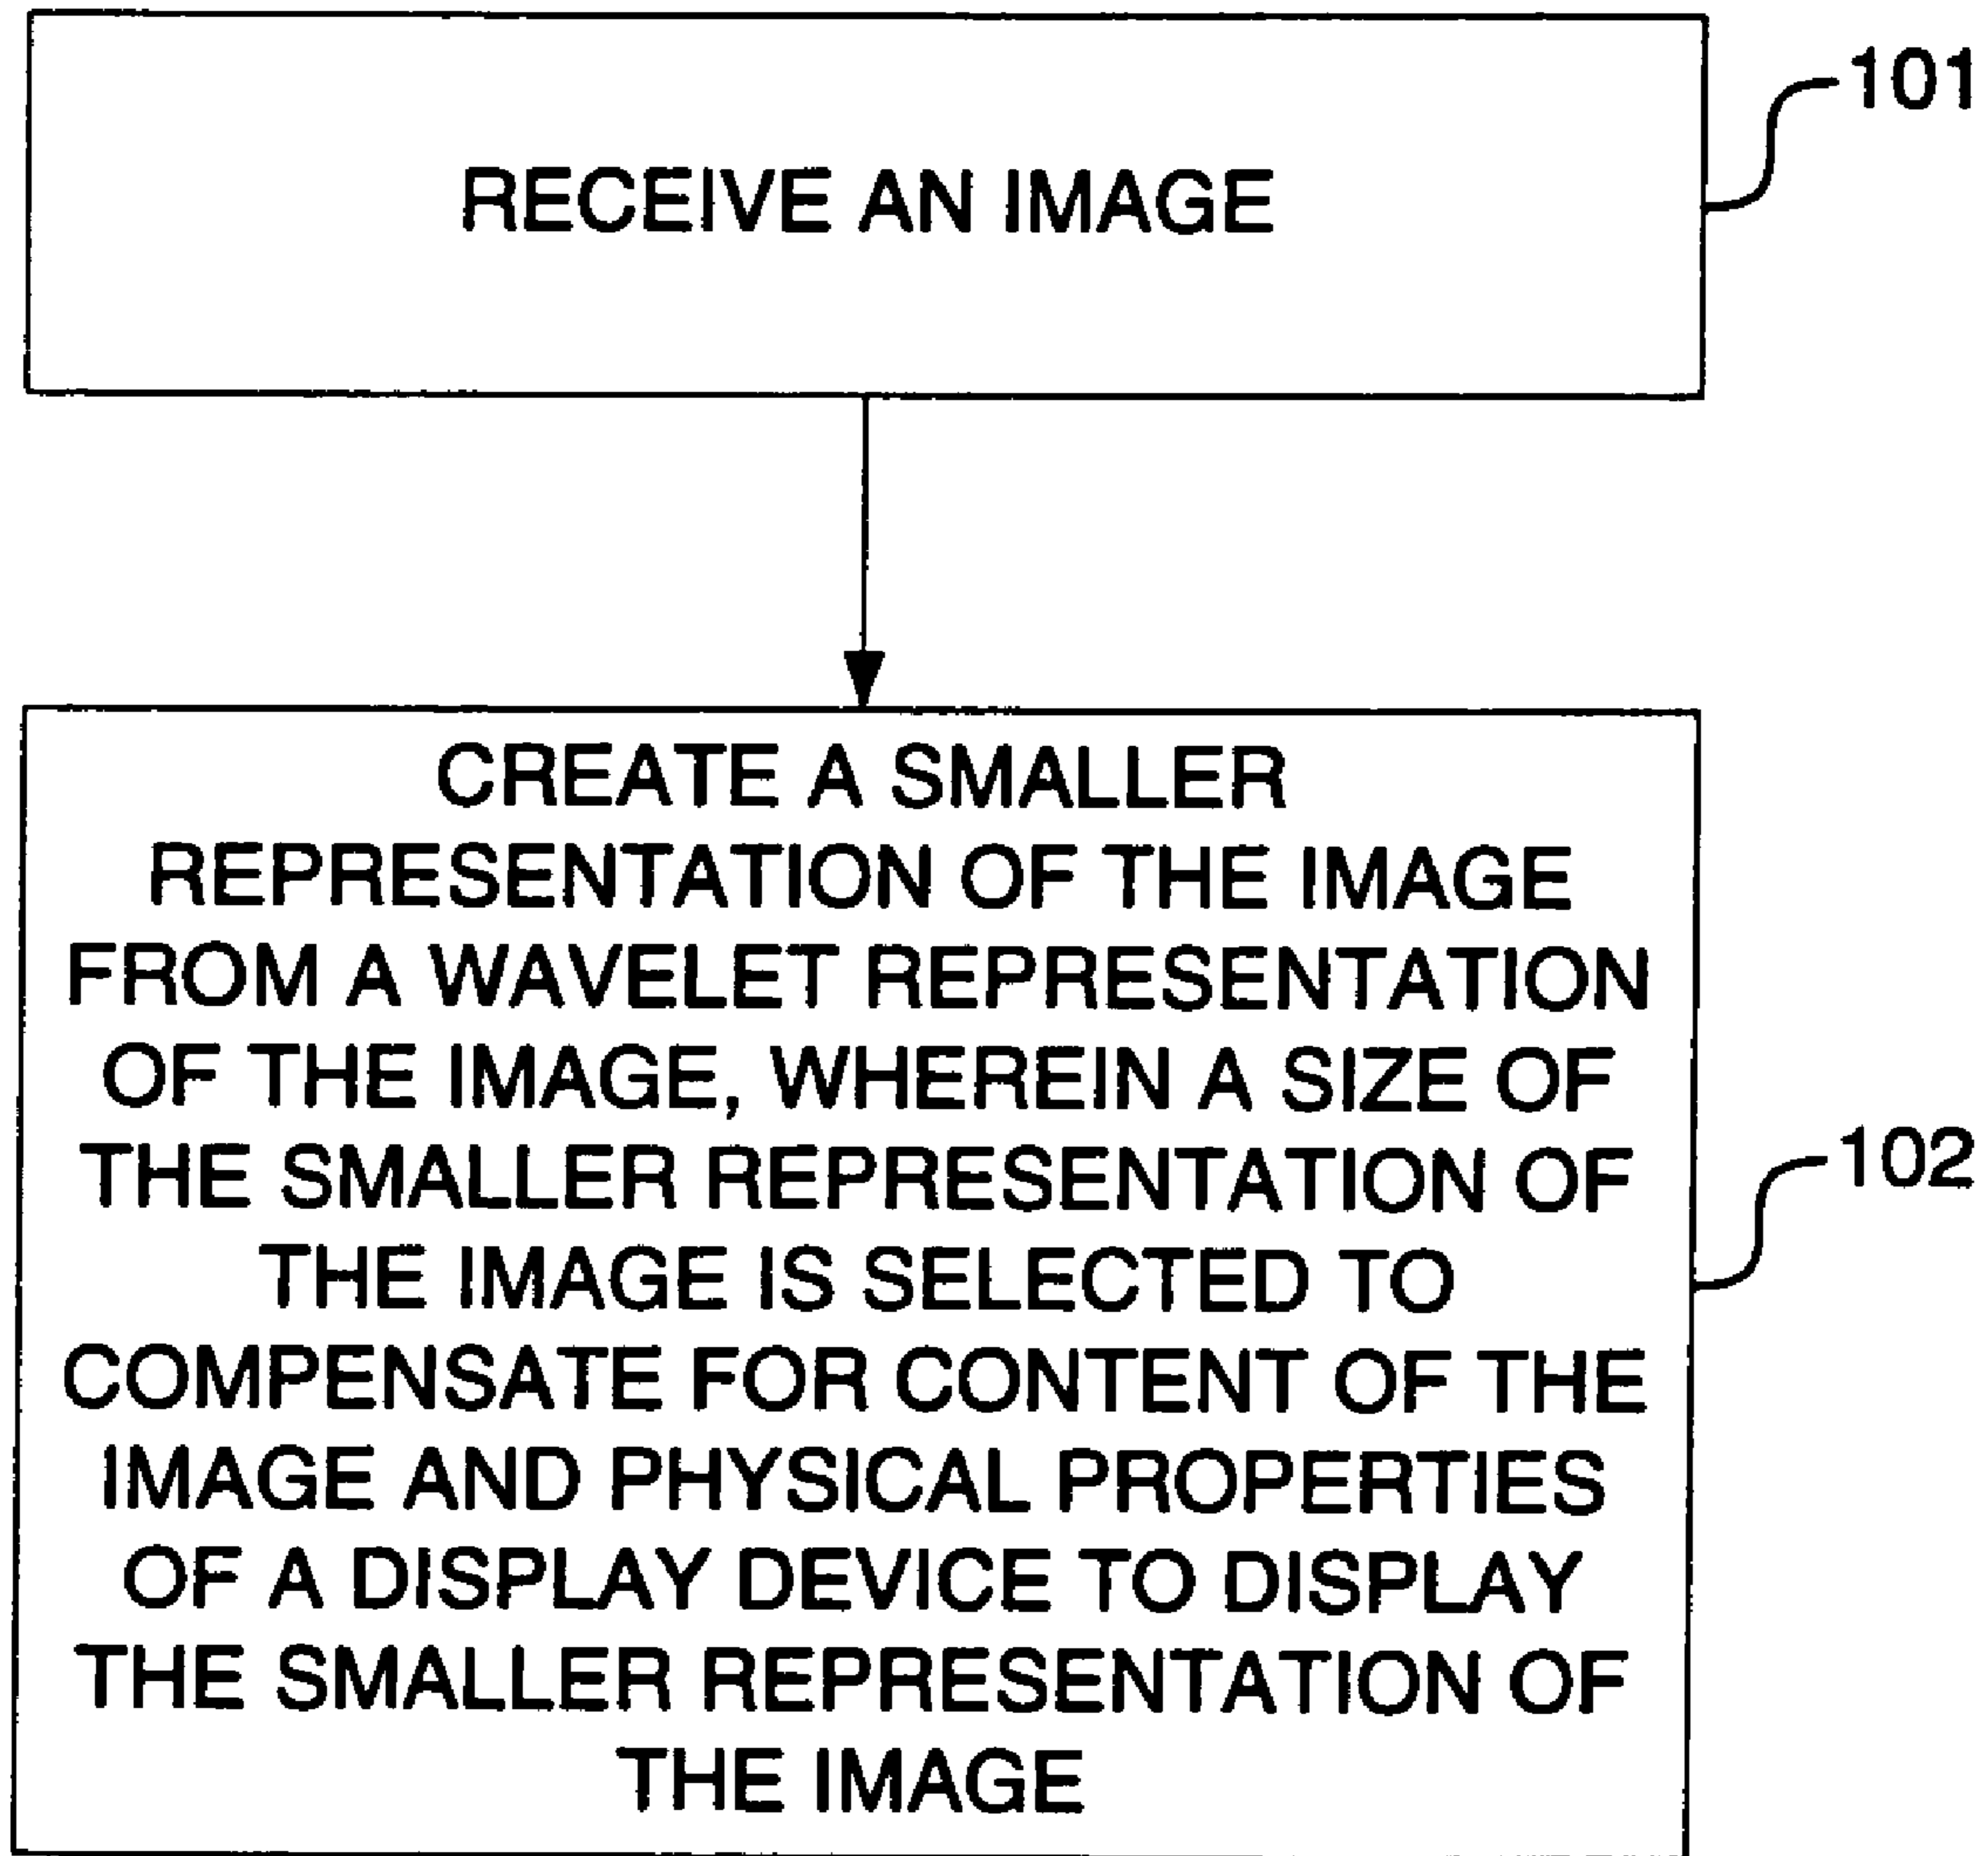 RECEIVE AN IMAGE
101
CREATE A SMALLER
REPRESENTATION OF THE IMAGE
FROM A WAVELET REPRESENTATION
OF THE IMAGE, WHEREIN A SIZE OF
THE SMALLER REPRESENTATION OF
THE IMAGE IS SELECTED TO
COMPENSATE FOR CONTENT OF THE
IMAGE AND PHYSICAL PROPERTIES
OF A DISPLAY DEVICE TO DISPLAY
THE SMALLER REPRESENTATION OF
THE IMAGE
102